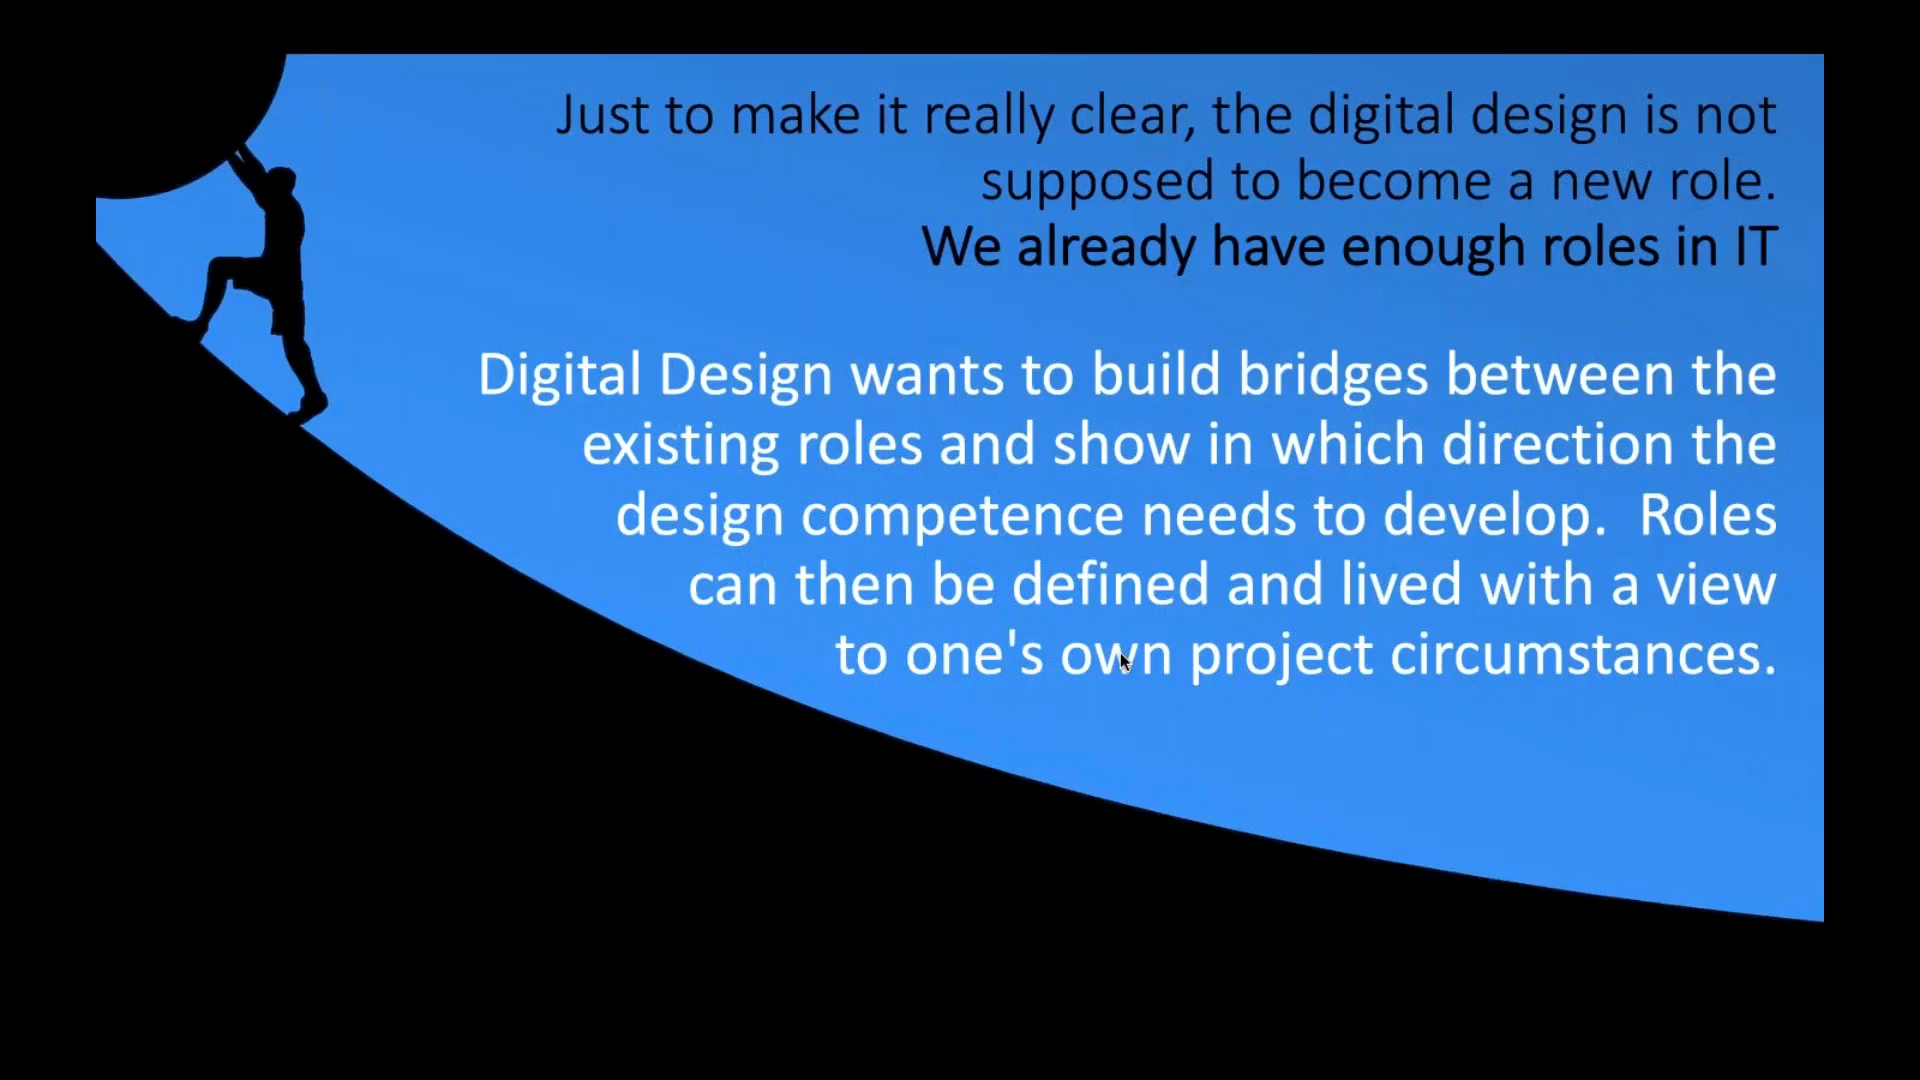 Just to make it really clear, the digital design is not
supposed to become a new role.
We already have enough roles in IT
Digital Design wants to build bridges between the
existing roles and show in which direction the
design competence needs to develop.  Roles
can then be defined and lived with a view
to one's own project circumstances.